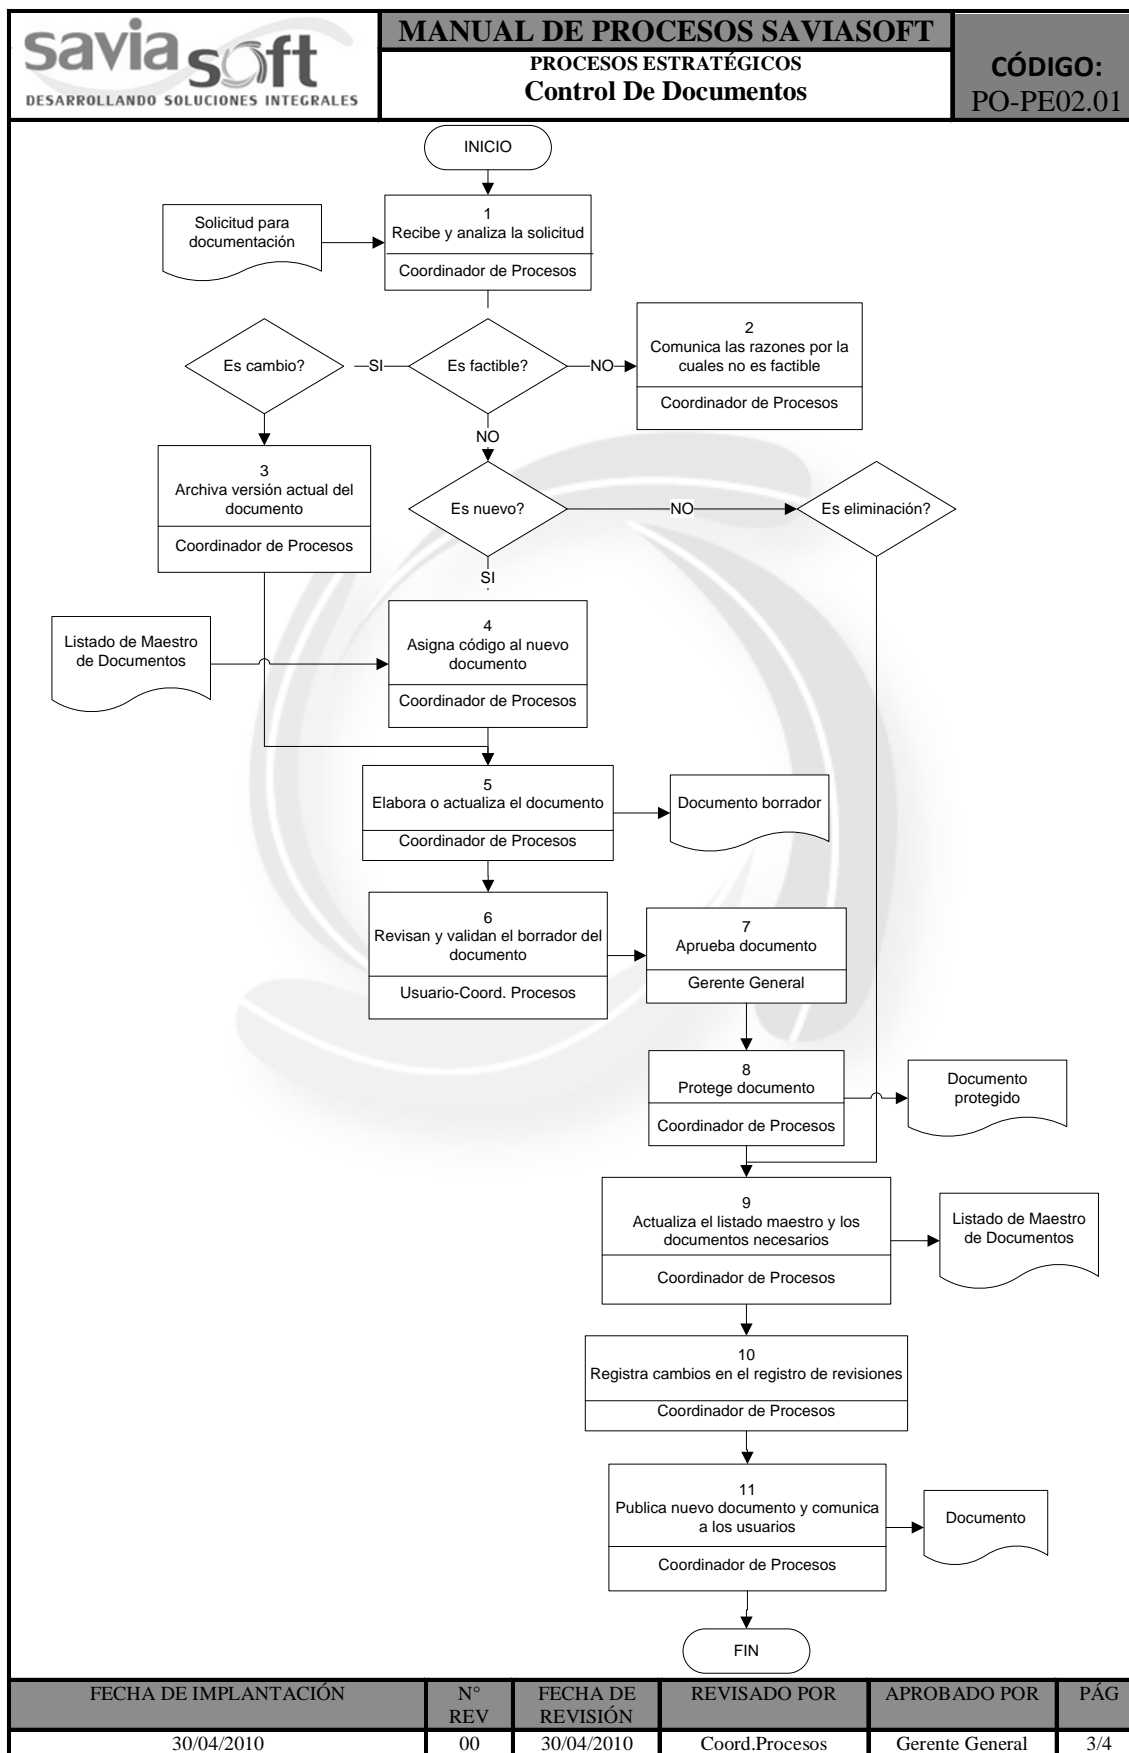 savia soft
DESARROLLANDO SOLUCIONES INTEGRALES
MANUAL DE PROCESOS SAVIASOFT
PROCESOS ESTRATÉGICOS
Control De Documentos
CÓDIGO:
PO-PE02.01
INICIO
Solicitud para
documentación
1
Recibe y analiza la solicitud
Coordinador de Procesos
Es cambio?
SI
Es factible?
NO
2
Comunica las razones por la
cuales no es factible
Coordinador de Procesos
NO
3
Archiva versión actual del
documento
Coordinador de Procesos
Es nuevo?
NO
Es eliminación?
SI
Listado de Maestro
de Documentos
4
Asigna código al nuevo
documento
Coordinador de Procesos
5
Elabora o actualiza el documento
Coordinador de Procesos
Documento borrador
6
Revisan y validan el borrador del
documento
Usuario-Coord. Procesos
7
Aprueba documento
Gerente General
8
Protege documento
Coordinador de Procesos
Documento
protegido
9
Actualiza el listado maestro y los
documentos necesarios
Coordinador de Procesos
Listado de Maestro
de Documentos
10
Registra cambios en el registro de revisiones
Coordinador de Procesos
11
Publica nuevo documento y comunica
a los usuarios
Coordinador de Procesos
Documento
FIN
FECHA DE IMPLANTACIÓN
N°
REV
FECHA DE
REVISIÓN
REVISADO POR
APROBADO POR
PÁG
30/04/2010
00
30/04/2010
Coord.Procesos
Gerente General
3/4